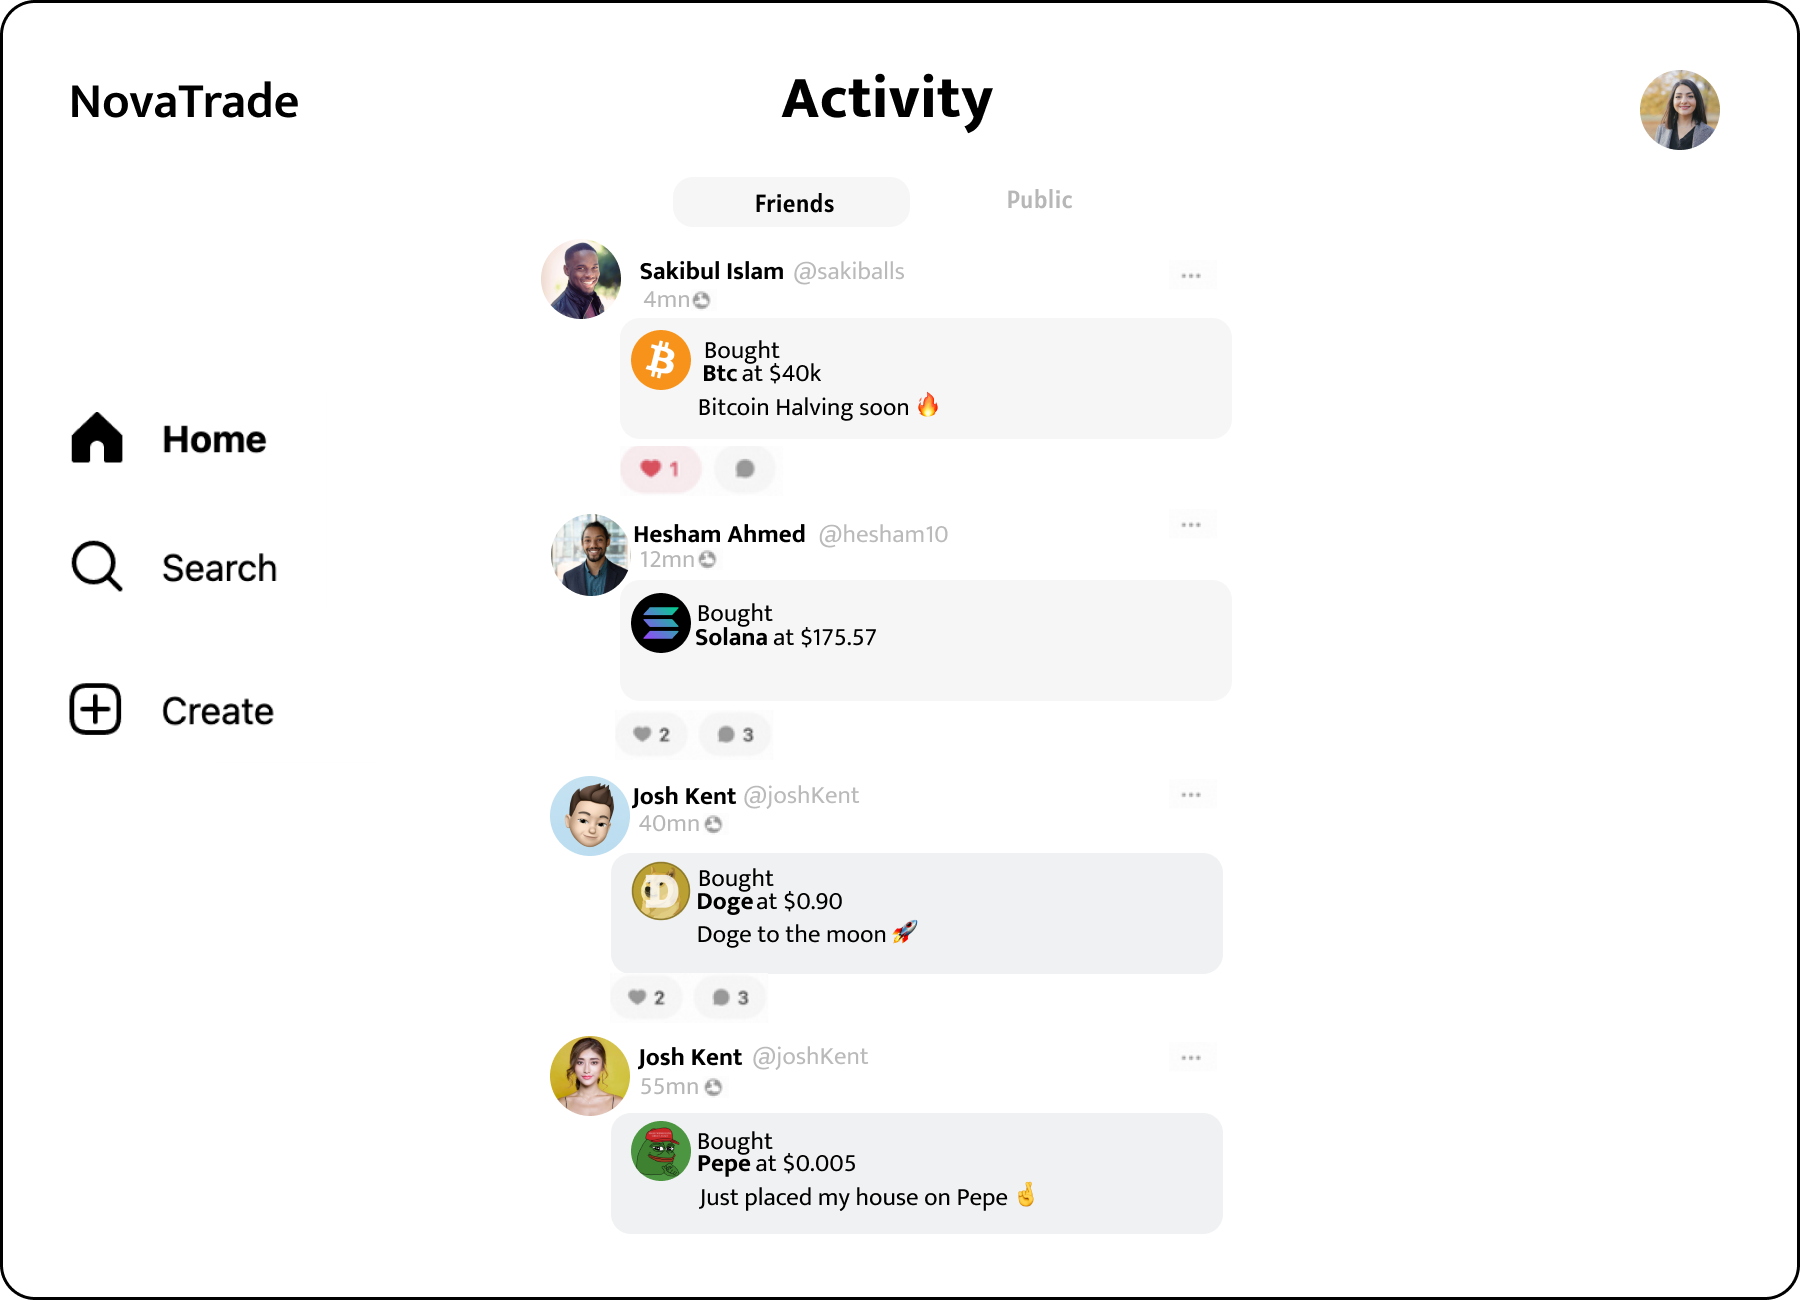 NovaTrade
Activity
Friends
Public
Sakibul Islam @sakiballs
4mn
Bought
Btc at $40k
Bitcoin Halving soon 🔥
1
Home
Hesham Ahmed @hesham10
12mn
Bought
Solana at $175.57
Search
2 3
Create
Josh Kent @joshKent
40mn
Bought
Doge at $0.90
Doge to the moon 🚀
2 3
Josh Kent @joshKent
55mn
Bought
Pepe at $0.005
Just placed my house on Pepe 🤞